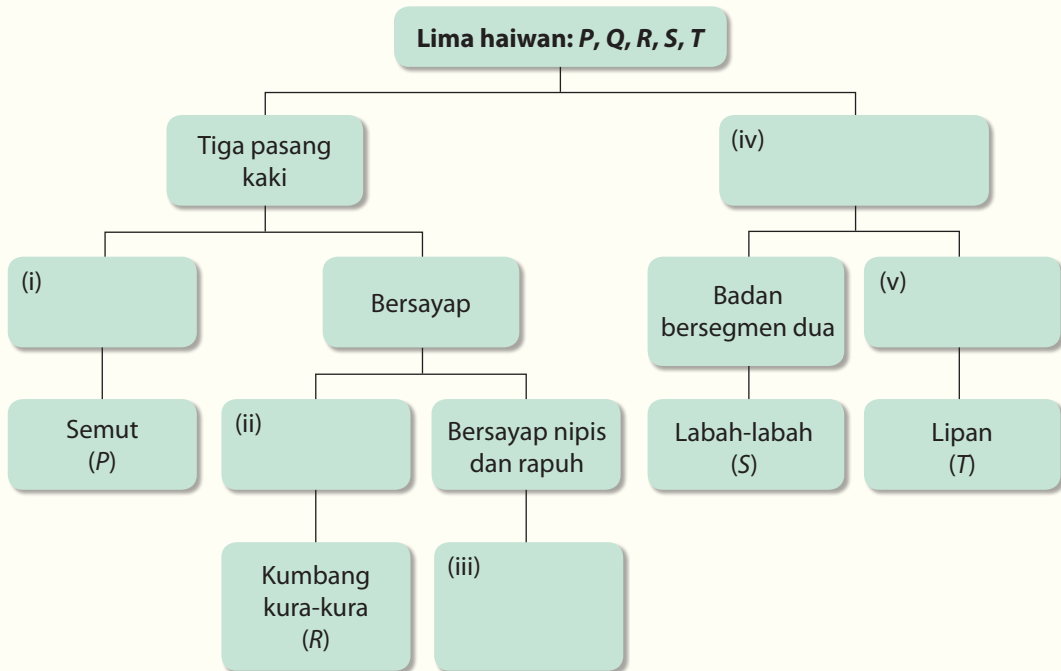 Lima haiwan: P, Q, R, S, T
Tiga pasang
kaki
(iv)
(i)
Bersayap
Badan
bersegmen dua
(v)
Semut
(P)
(ii)
Bersayap nipis
dan rapuh
Labah-labah
(S)
Lipan
(T)
Kumbang
kura-kura
(R)
(iii)